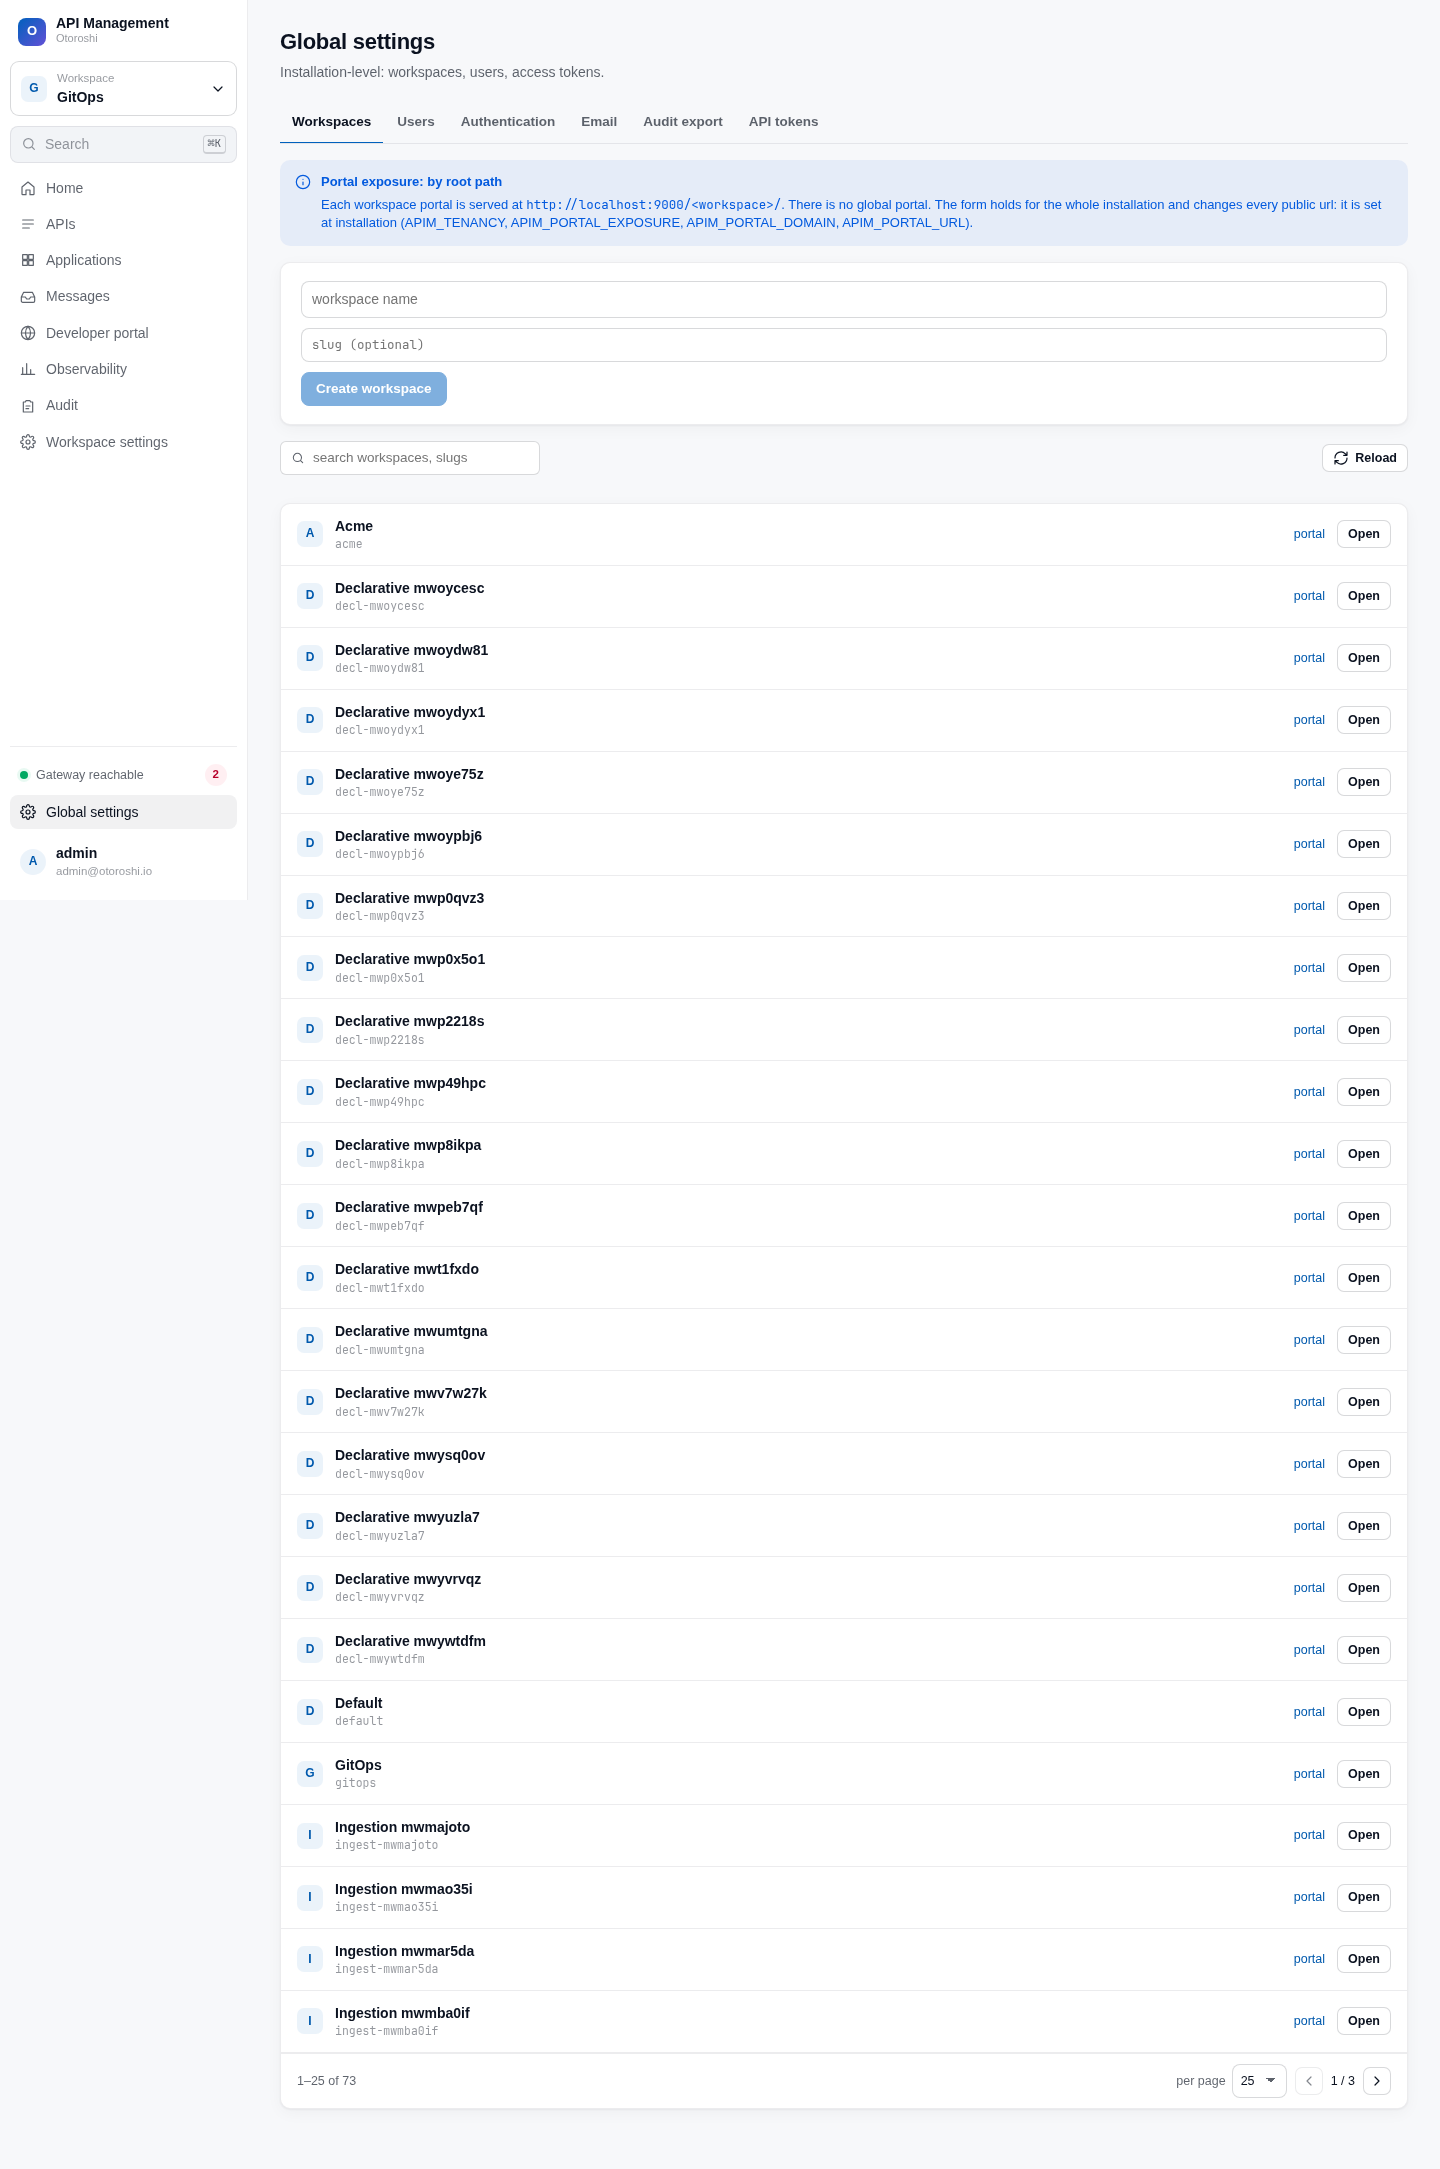 O
API Management
Otoroshi
G
Workspace
GitOps
Search
⌘K
Home
APIs
Applications
Messages
Developer portal
Observability
Audit
Workspace settings
Gateway reachable
2
Global settings
A
admin
admin@otoroshi.io
Global settings
Installation-level: workspaces, users, access tokens.
Workspaces Users Authentication Email Audit export API tokens
Portal exposure: by root path
Each workspace portal is served at http://localhost:9000/<workspace>/. There is no global portal. The form holds for the whole installation and changes every public url: it is set
at installation (APIM_TENANCY, APIM_PORTAL_EXPOSURE, APIM_PORTAL_DOMAIN, APIM_PORTAL_URL).
workspace name
slug (optional)
Create workspace
search workspaces, slugs
Reload
A Acme portal Open
acme
D Declarative mwoycesc portal Open
decl-mwoycesc
D Declarative mwoydw81 portal Open
decl-mwoydw81
D Declarative mwoydyx1 portal Open
decl-mwoydyx1
D Declarative mwoye75z portal Open
decl-mwoye75z
D Declarative mwoypbj6 portal Open
decl-mwoypbj6
D Declarative mwp0qvz3 portal Open
decl-mwp0qvz3
D Declarative mwp0x5o1 portal Open
decl-mwp0x5o1
D Declarative mwp2218s portal Open
decl-mwp2218s
D Declarative mwp49hpc portal Open
decl-mwp49hpc
D Declarative mwp8ikpa portal Open
decl-mwp8ikpa
D Declarative mwpeb7qf portal Open
decl-mwpeb7qf
D Declarative mwt1fxdo portal Open
decl-mwt1fxdo
D Declarative mwumtgna portal Open
decl-mwumtgna
D Declarative mwv7w27k portal Open
decl-mwv7w27k
D Declarative mwysq0ov portal Open
decl-mwysq0ov
D Declarative mwyuzla7 portal Open
decl-mwyuzla7
D Declarative mwyvrvqz portal Open
decl-mwyvrvqz
D Declarative mwywtdfm portal Open
decl-mwywtdfm
D Default portal Open
default
G GitOps portal Open
gitops
I Ingestion mwmajoto portal Open
ingest-mwmajoto
I Ingestion mwmao35i portal Open
ingest-mwmao35i
I Ingestion mwmar5da portal Open
ingest-mwmar5da
I Ingestion mwmba0if portal Open
ingest-mwmba0if
1–25 of 73 per page 25 1 / 3